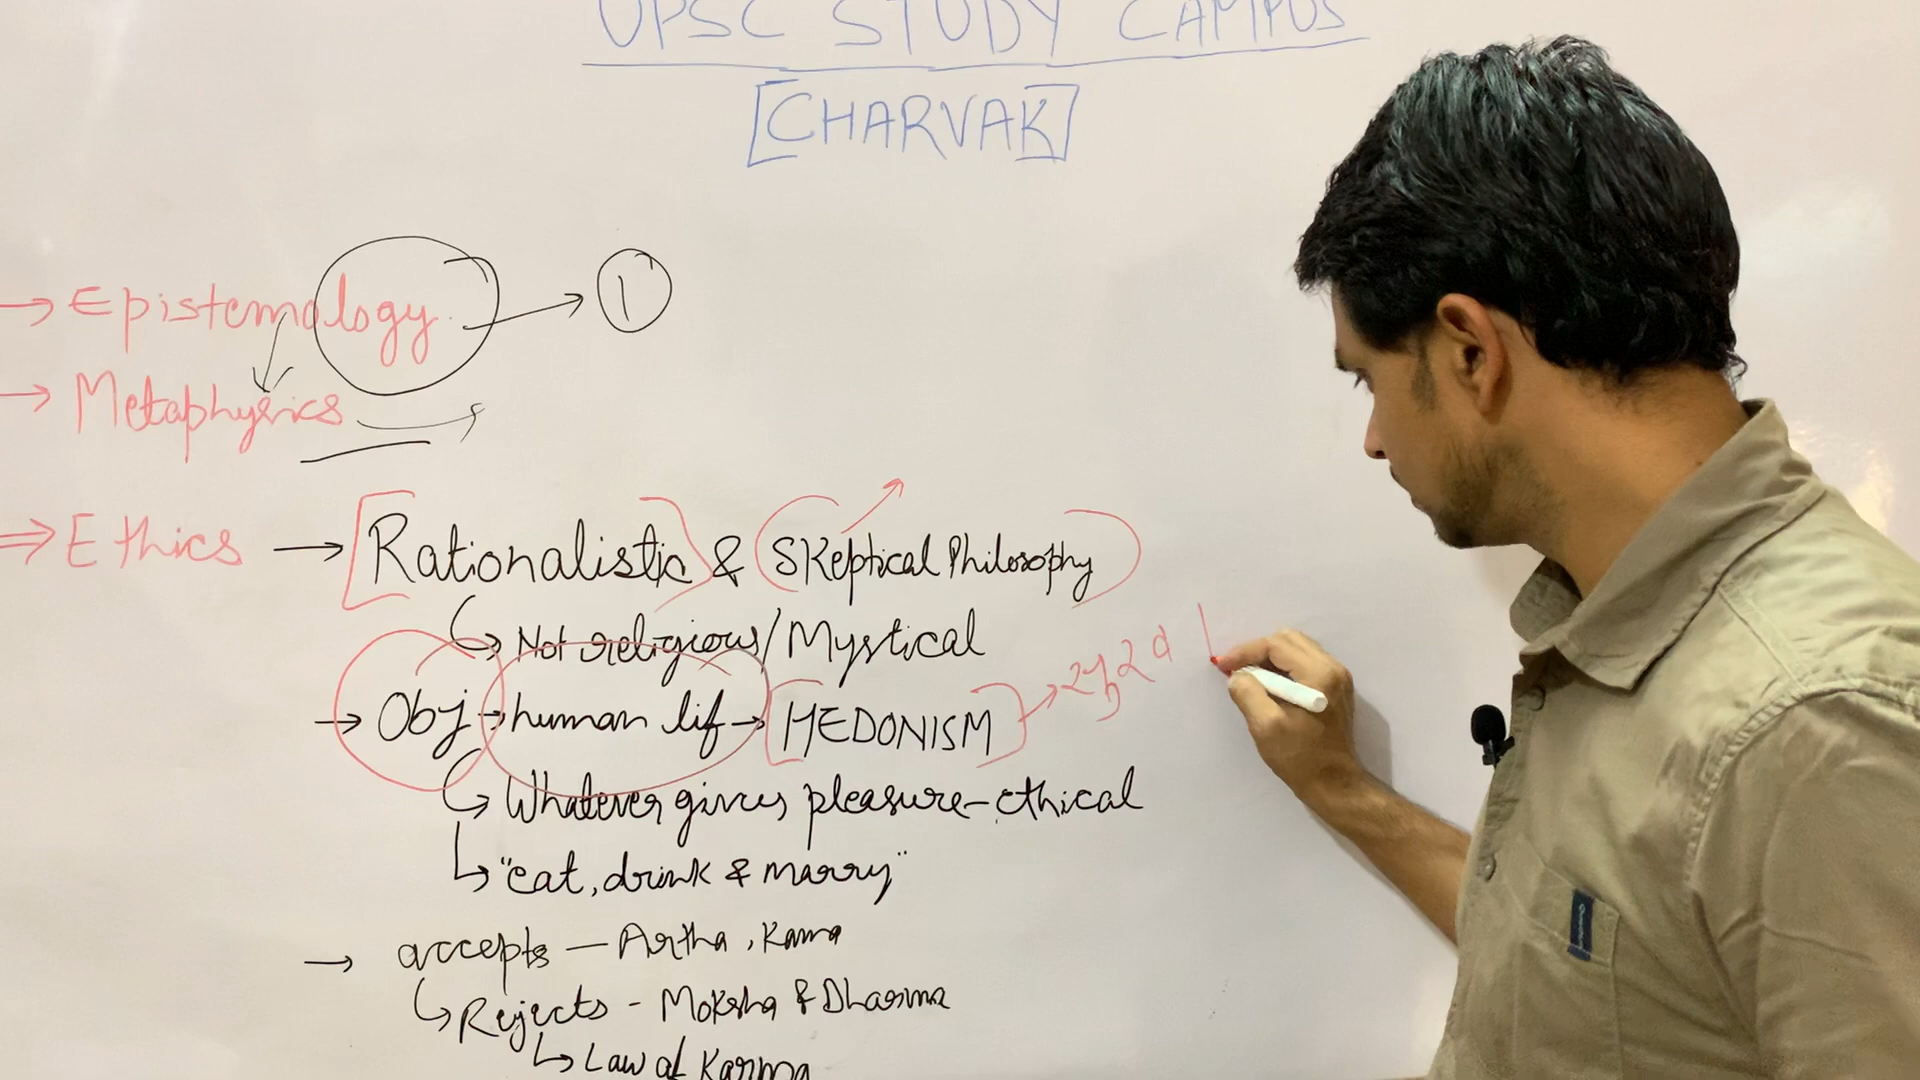 UPSC STUDY CAMPUS
[CHARVAK]
→ Epistemology → 1
→ Metaphysics
⇒ Ethics → [Rationalistic] & (Skeptical Philosophy)
↳ Not religious/Mystical
→ Obj → human lif → [HEDONISM] →
↳ Whatever gives pleasure - ethical
↳ "eat, drink & marry"
→ accepts — Artha, Kama
↳ Rejects - Moksha & Dharma
↳ Law of Karma